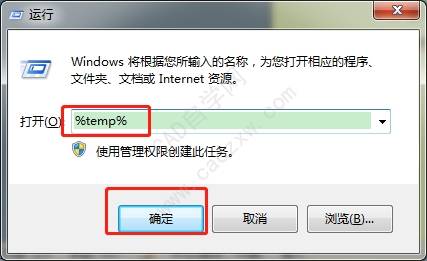 运行
Windows 将根据您所输入的名称，为您打开相应的程序、
文件夹、文档或 Internet 资源。
打开(O):
%temp%
使用管理权限创建此任务。
确定
取消
浏览(B)...
CAD自学网
www.cadzxw.com